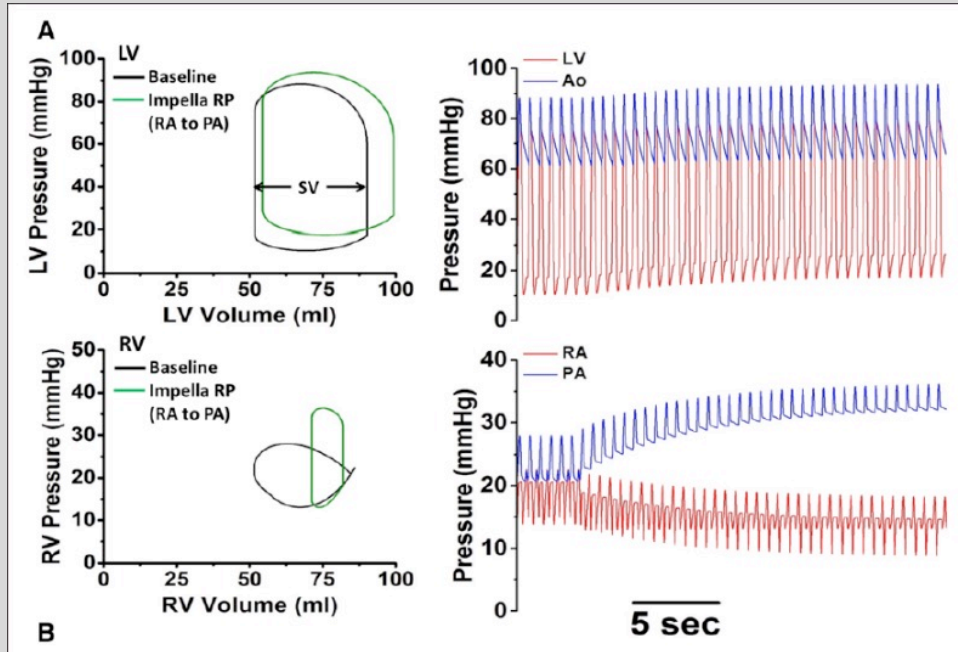 A
LV
Baseline
Impella RP
(RA to PA)
LV Pressure (mmHg)
100
80
60
40
20
0
SV
0 25 50 75 100
LV Volume (ml)
LV
Ao
Pressure (mmHg)
100
80
60
40
20
0
RV
Baseline
Impella RP
(RA to PA)
RV Pressure (mmHg)
50
40
30
20
10
0
0 25 50 75 100
RV Volume (ml)
RA
PA
Pressure (mmHg)
40
30
20
10
0
5 sec
B